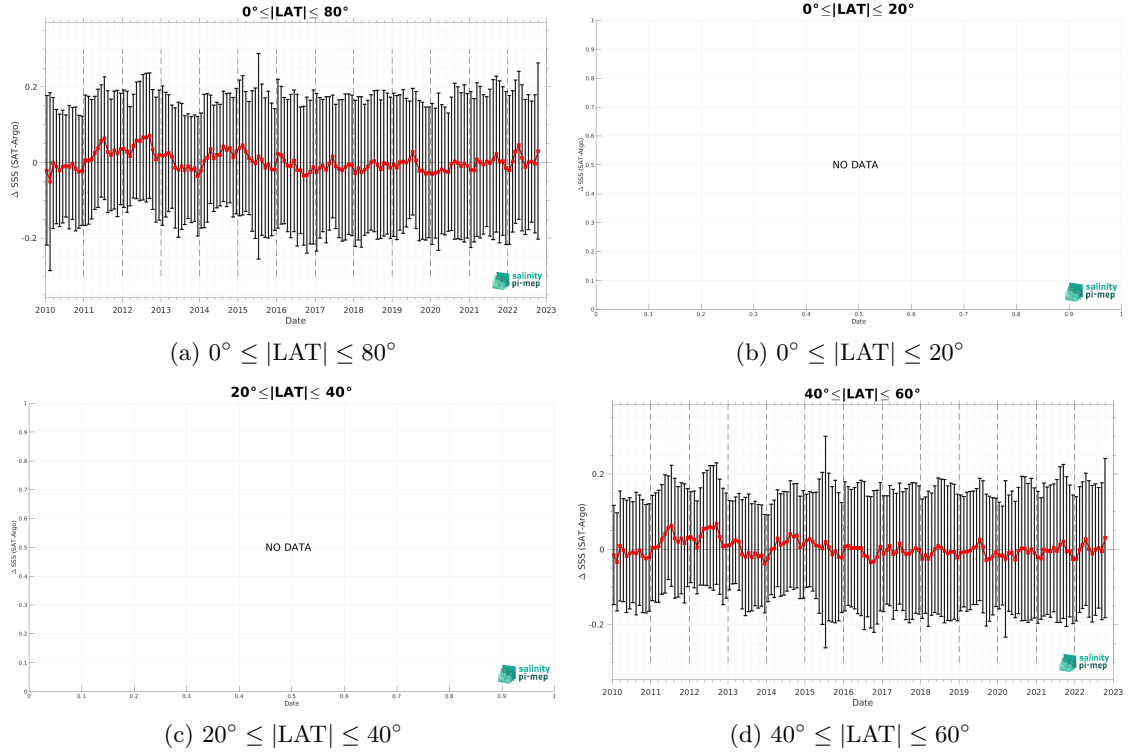 0°≤|LAT|≤ 80°
0.2
0
-0.2
Δ SSS (SAT-Argo)
2010 2011 2012 2013 2014 2015 2016 2017 2018 2019 2020 2021 2022 2023
Date
salinity
pi-mep
(a) 0° ≤ |LAT| ≤ 80°
0°≤|LAT|≤ 20°
1
0.9
0.8
0.7
0.6
0.5
0.4
0.3
0.2
0.1
0
Δ SSS (SAT-Argo)
NO DATA
0 0.1 0.2 0.3 0.4 0.5 0.6 0.7 0.8 0.9 1
Date
salinity
pi-mep
(b) 0° ≤ |LAT| ≤ 20°
20°≤|LAT|≤ 40°
1
0.9
0.8
0.7
0.6
0.5
0.4
0.3
0.2
0.1
0
Δ SSS (SAT-Argo)
NO DATA
0 0.1 0.2 0.3 0.4 0.5 0.6 0.7 0.8 0.9 1
Date
salinity
pi-mep
(c) 20° ≤ |LAT| ≤ 40°
40°≤|LAT|≤ 60°
0.2
0
-0.2
Δ SSS (SAT-Argo)
2010 2011 2012 2013 2014 2015 2016 2017 2018 2019 2020 2021 2022 2023
Date
salinity
pi-mep
(d) 40° ≤ |LAT| ≤ 60°